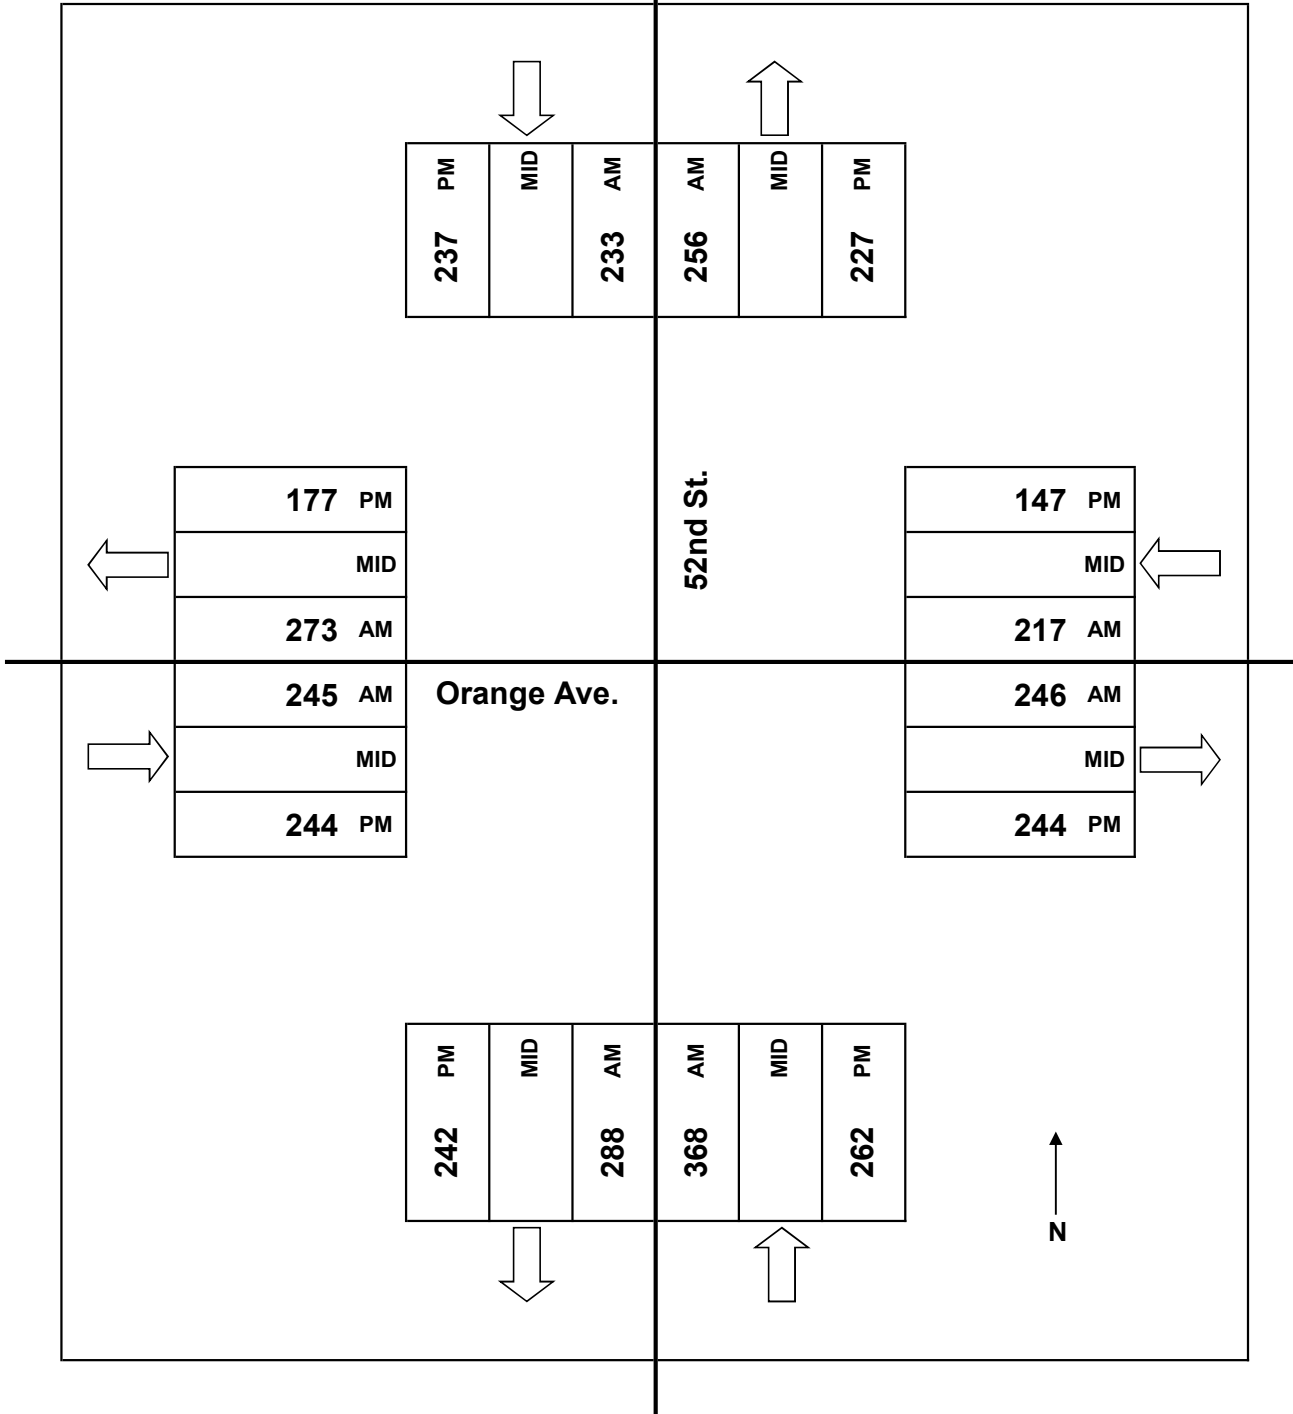 PM MID AM AM MID PM
237 233 256 227
52nd St.
177 PM
MID
273 AM
147 PM
MID
217 AM
Orange Ave.
245 AM
MID
244 PM
246 AM
MID
244 PM
PM MID AM AM MID PM
242 288 368 262
N